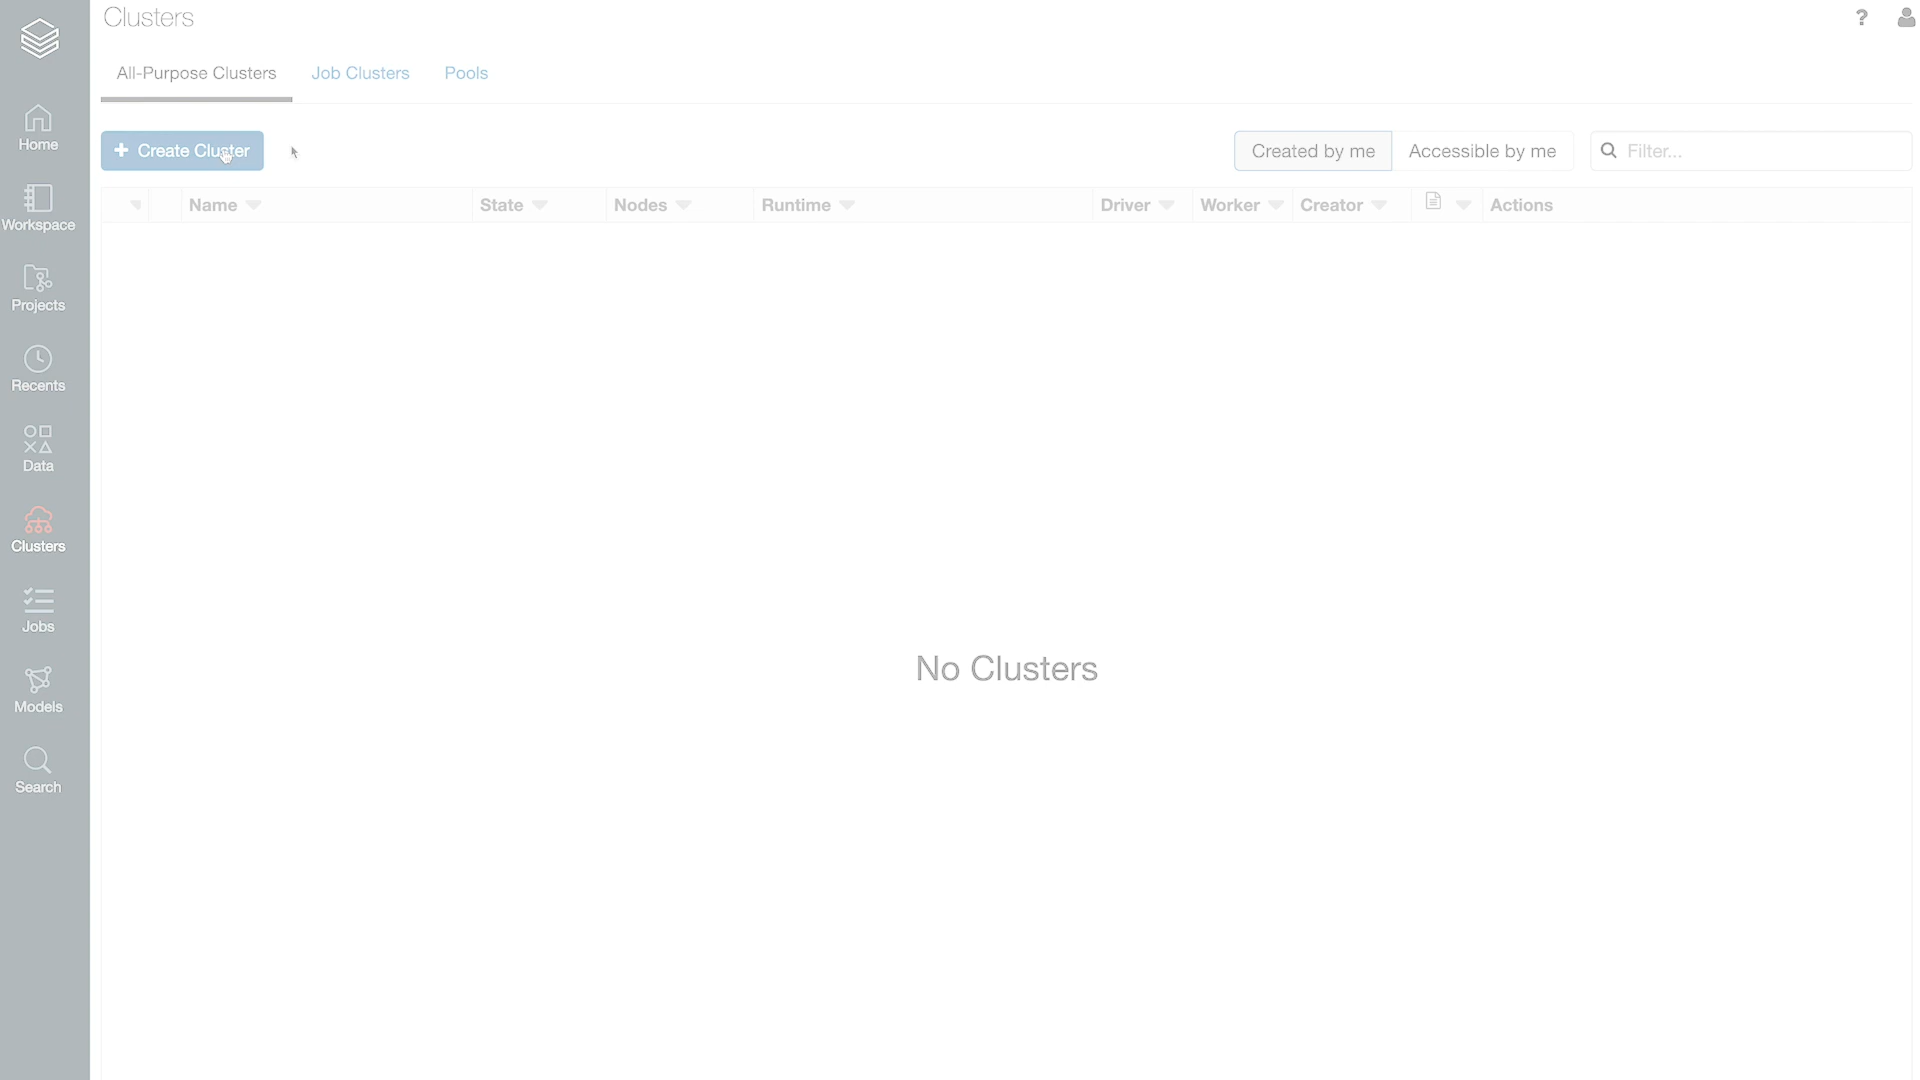 Clusters
All-Purpose Clusters Job Clusters Pools
+ Create Cluster
Created by me Accessible by me Filter...
Name State Nodes Runtime Driver Worker Creator Actions
No Clusters
Home
Workspace
Projects
Recents
Data
Clusters
Jobs
Models
Search
?